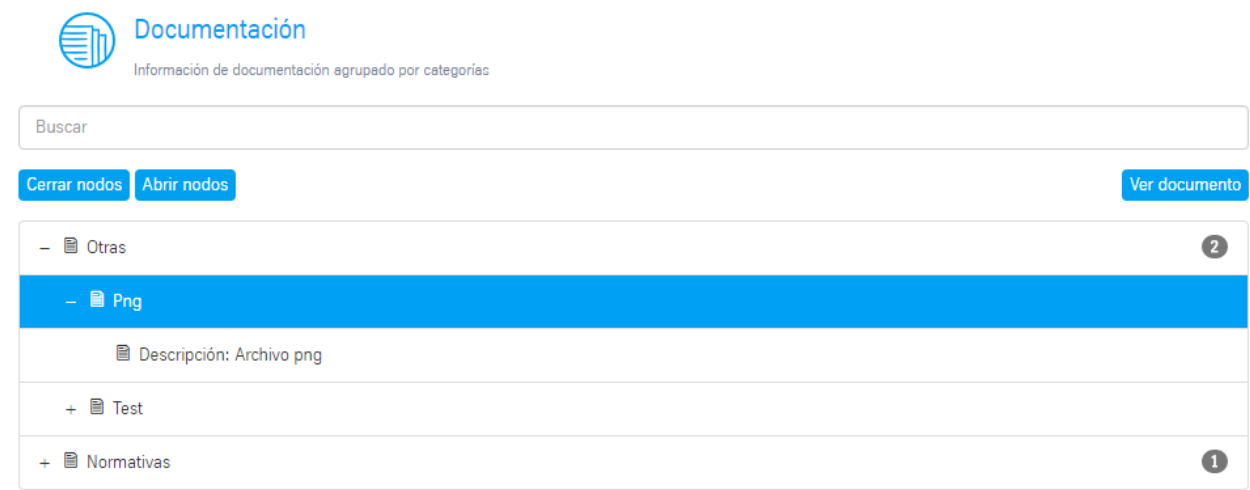 Documentación
Información de documentación agrupado por categorías
Buscar
Cerrar nodos Abrir nodos Ver documento
– Otras 2
– Png
Descripción: Archivo png
+ Test
+ Normativas 1